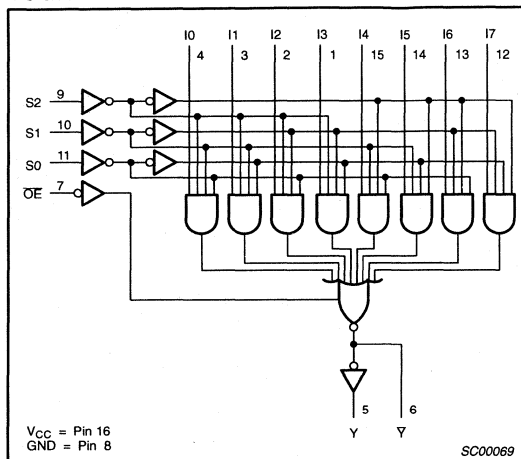 I0 I1 I2 I3 I4 I5 I6 I7
4 3 2 1 15 14 13 12
S2 9
S1 10
S0 11
O̅E̅ 7
5 6
Y Y̅
VCC = Pin 16
GND = Pin 8
SC00069